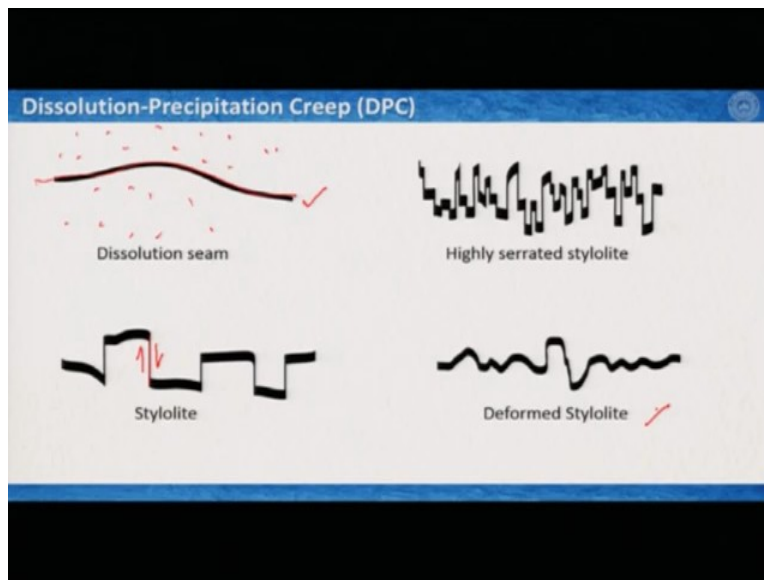 Dissolution-Precipitation Creep (DPC)
Dissolution seam
Highly serrated stylolite
Stylolite
Deformed Stylolite